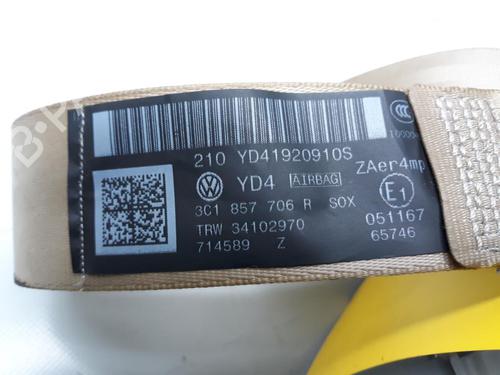 210 YD41920910S
YD4 AIRBAG ZAer4mp
E1
3C1 857 706 R SOX 051167
TRW 34102970 65746
714589 Z